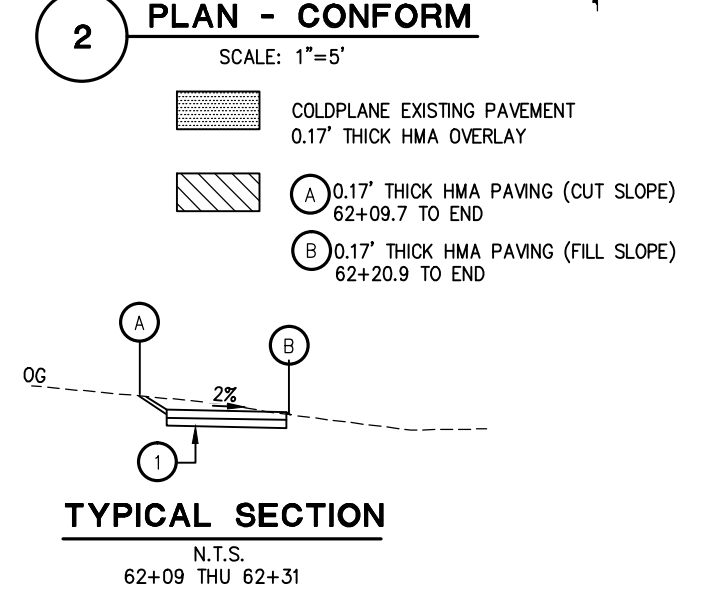 2
PLAN - CONFORM
SCALE: 1"=5'
COLDPLANE EXISTING PAVEMENT
0.17' THICK HMA OVERLAY
A 0.17' THICK HMA PAVING (CUT SLOPE)
62+09.7 TO END
B 0.17' THICK HMA PAVING (FILL SLOPE)
62+20.9 TO END
A
B
OG
2%
1
TYPICAL SECTION
N.T.S.
62+09 THU 62+31